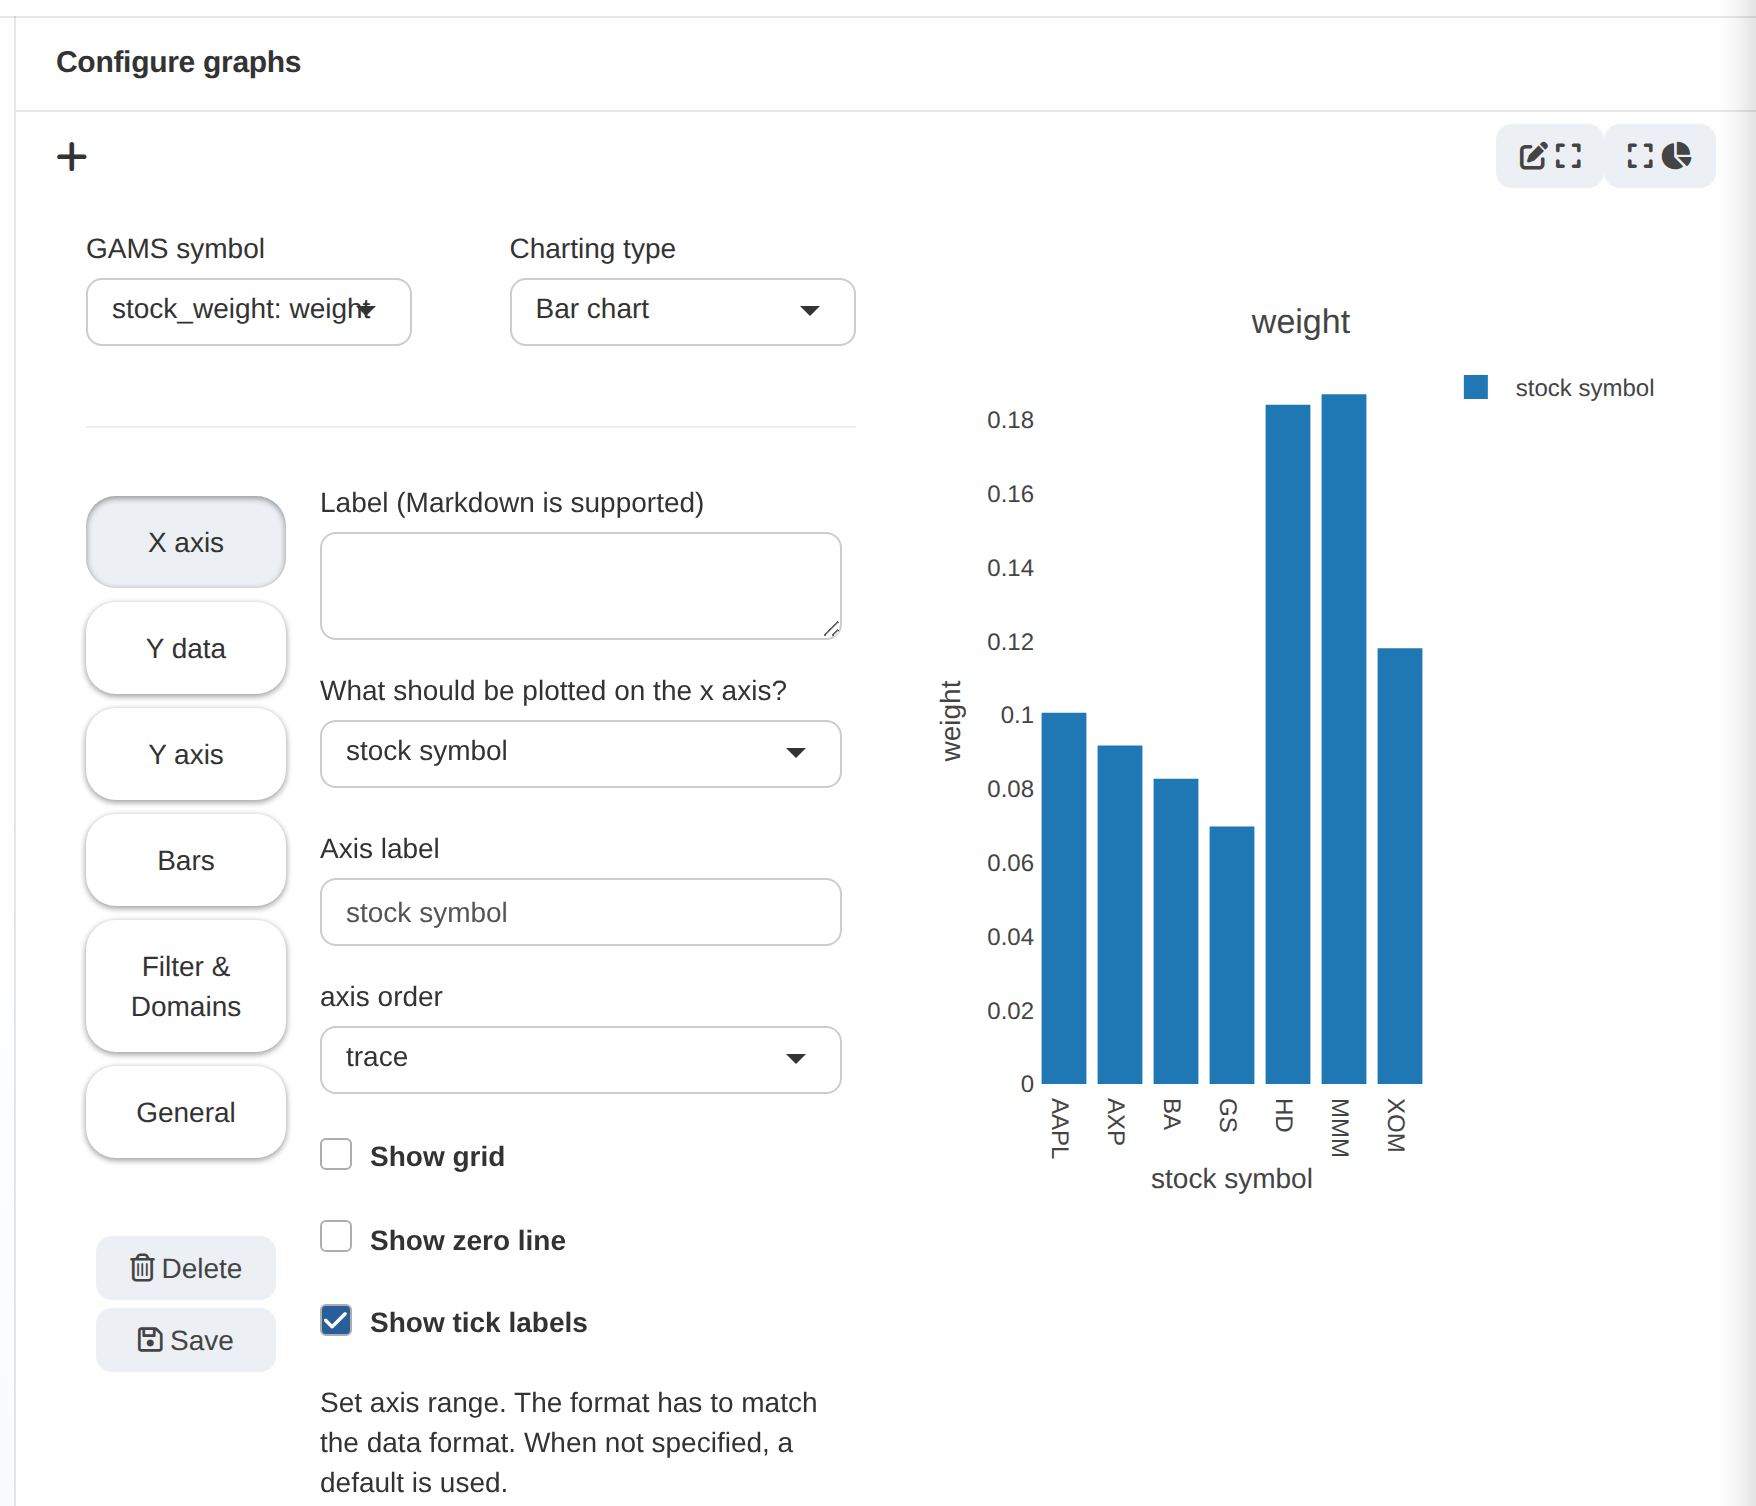 Configure graphs
GAMS symbol
Charting type
stock_weight: weight
Bar chart
X axis
Y data
Y axis
Bars
Filter &
Domains
General
Delete
Save
Label (Markdown is supported)
What should be plotted on the x axis?
stock symbol
Axis label
stock symbol
axis order
trace
Show grid
Show zero line
Show tick labels
Set axis range. The format has to match
the data format. When not specified, a
default is used.
weight
stock symbol
0.18
0.16
0.14
0.12
0.1
0.08
0.06
0.04
0.02
0
weight
AAPL
AXP
BA
GS
HD
MMM
XOM
stock symbol